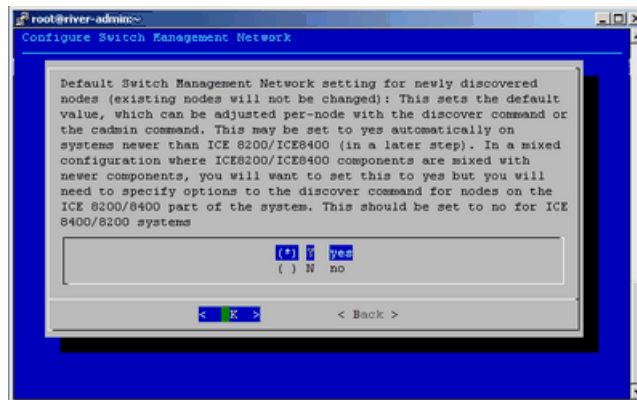 root@river-admin:~
Configure Switch Management Network
Default Switch Management Network setting for newly discovered
nodes (existing nodes will not be changed): This sets the default
value, which can be adjusted per-node with the discover command or
the cadmin command. This may be set to yes automatically on
systems newer than ICE 8200/ICE8400 (in a later step). In a mixed
configuration where ICE8200/ICE8400 components are mixed with
newer components, you will want to set this to yes but you will
need to specify options to the discover command for nodes on the
ICE 8200/8400 part of the system. This should be set to no for ICE
8400/8200 systems
(*) Y yes
( ) N no
< K > < Back >